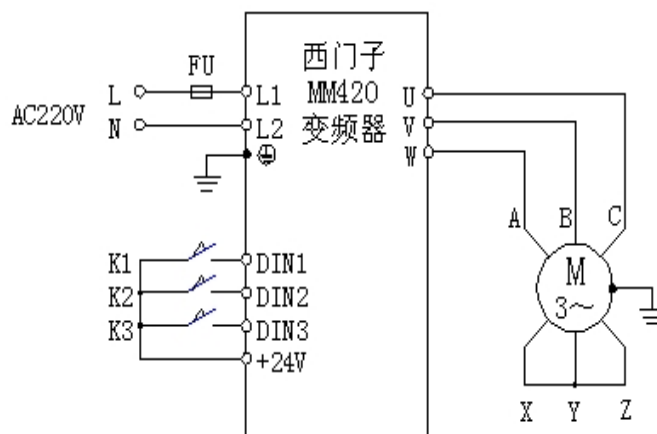 西门子
MM420
变频器
FU
L
L1
AC220V
N
L2
U
V
W
A
B
C
K1
DIN1
K2
DIN2
K3
DIN3
+24V
M
3～
X
Y
Z